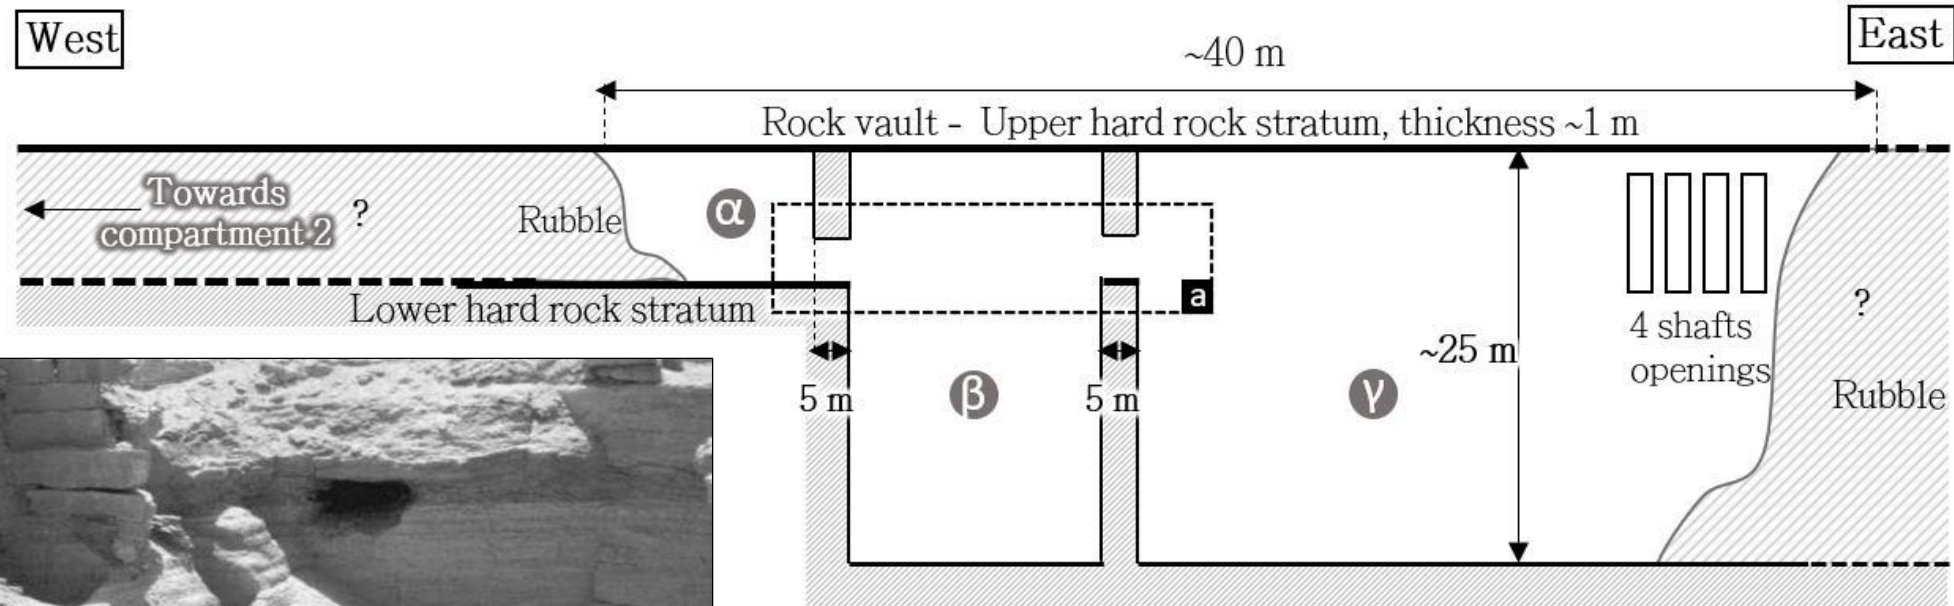 West
East
~40 m
Rock vault - Upper hard rock stratum, thickness ~1 m
Towards
compartment 2
?
Rubble
α
a
Lower hard rock stratum
4 shafts
openings
?
~25 m
5 m
β
5 m
γ
Rubble